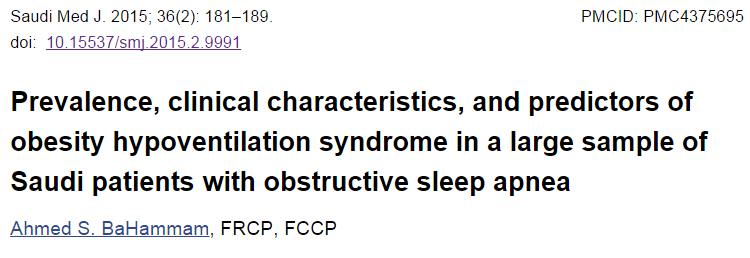 Saudi Med J. 2015; 36(2): 181–189. PMCID: PMC4375695
doi: 10.15537/smj.2015.2.9991
Prevalence, clinical characteristics, and predictors of
obesity hypoventilation syndrome in a large sample of
Saudi patients with obstructive sleep apnea
Ahmed S. BaHammam, FRCP, FCCP